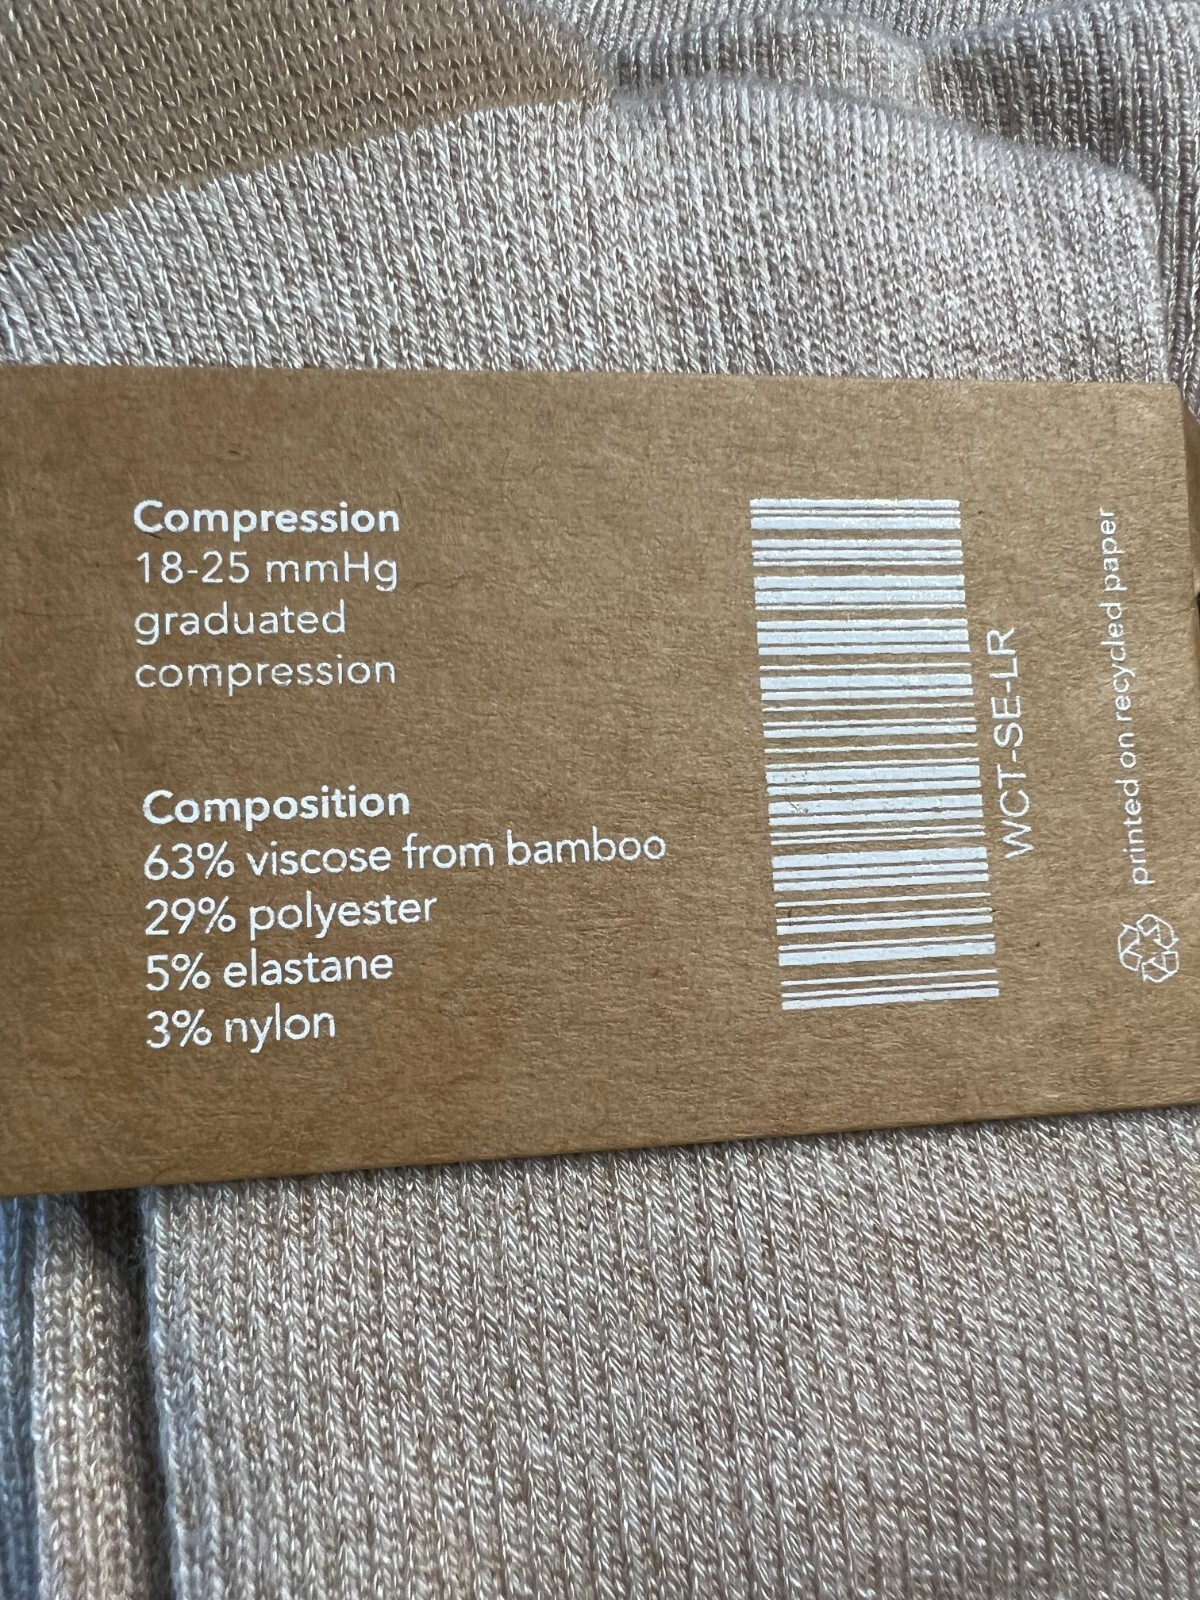 Compression
18-25 mmHg
graduated
compression
Composition
63% viscose from bamboo
29% polyester
5% elastane
3% nylon
WCT-SE-LR
printed on recycled paper